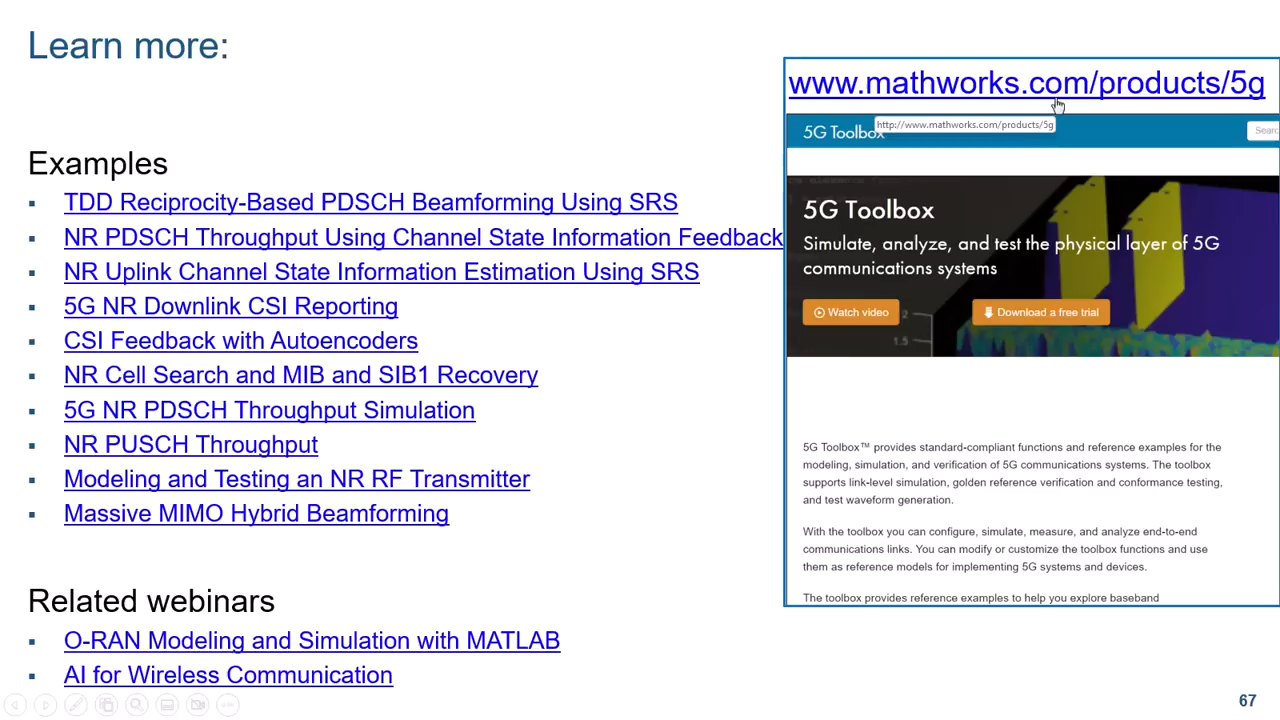 Learn more:
www.mathworks.com/products/5g
http://www.mathworks.com/products/5g
5G Toolbox
Examples
▪ TDD Reciprocity-Based PDSCH Beamforming Using SRS
▪ NR PDSCH Throughput Using Channel State Information Feedback
▪ NR Uplink Channel State Information Estimation Using SRS
▪ 5G NR Downlink CSI Reporting
▪ CSI Feedback with Autoencoders
▪ NR Cell Search and MIB and SIB1 Recovery
▪ 5G NR PDSCH Throughput Simulation
▪ NR PUSCH Throughput
▪ Modeling and Testing an NR RF Transmitter
▪ Massive MIMO Hybrid Beamforming
Related webinars
▪ O-RAN Modeling and Simulation with MATLAB
▪ AI for Wireless Communication
5G Toolbox
Simulate, analyze, and test the physical layer of 5G
communications systems
Watch video
Download a free trial
2
1.5
5G Toolbox™ provides standard-compliant functions and reference examples for the
modeling, simulation, and verification of 5G communications systems. The toolbox
supports link-level simulation, golden reference verification and conformance testing,
and test waveform generation.
With the toolbox you can configure, simulate, measure, and analyze end-to-end
communications links. You can modify or customize the toolbox functions and use
them as reference models for implementing 5G systems and devices.
The toolbox provides reference examples to help you explore baseband
67